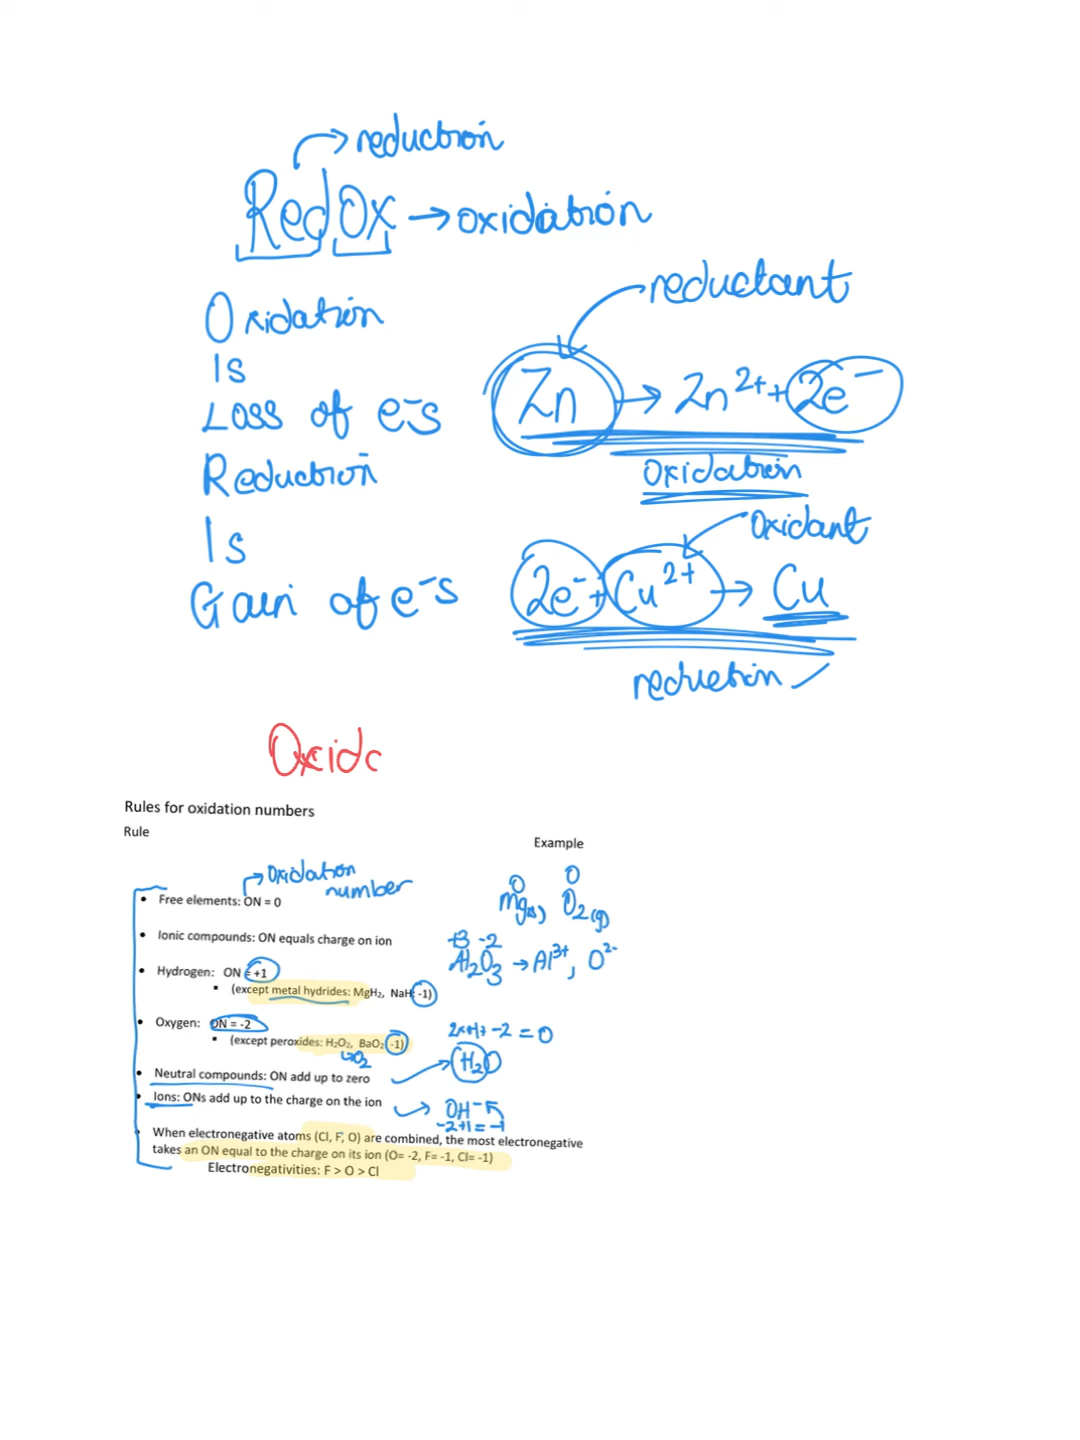 → reduction
RedOx → oxidation
Oxidation
Is
Loss of e⁻s
Reduction
Is
Gain of e⁻s
reductant
Zn → Zn²⁺ + 2e⁻
Oxidation
Oxidant
2e⁻ + Cu²⁺ → Cu
reduction
Oxida
Rules for oxidation numbers
Rule
Example
→ Oxidation number
• Free elements: ON = 0
0 0
Mg(s) O₂(g)
• Ionic compounds: ON equals charge on ion
+3 -2
Al₂O₃ → Al³⁺, O²⁻
• Hydrogen: ON = +1
▪ (except metal hydrides: MgH₂, NaH: -1)
• Oxygen: ON = -2
▪ (except peroxides: H₂O₂, BaO₂ -1)
O₂
2x+1+ -2 = 0
H₂O
• Neutral compounds: ON add up to zero
• Ions: ONs add up to the charge on the ion
OH⁻
-2+1 = -1
• When electronegative atoms (Cl, F, O) are combined, the most electronegative
takes an ON equal to the charge on its ion (O= -2, F= -1, Cl= -1)
Electronegativities: F > O > Cl